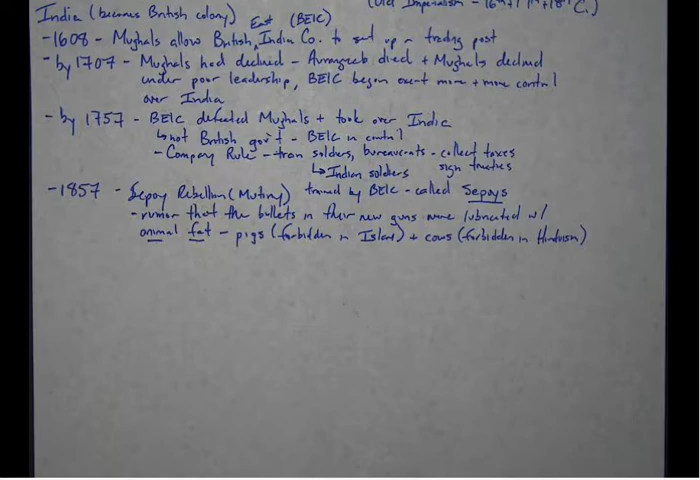 India (becomes British colony) (BEIC) (Old Imperialism - 16th, 17th, 18th C.)
-1608 - Mughals allow British East India Co. to set up a trading post
-by 1707 - Mughals had declined - Aurangzeb died + Mughals declined
under poor leadership, BEIC began exert more + more control
over India
-by 1757 - BEIC defeated Mughals + took over India
↳ not British gov't - BEIC in control
- Company Rule - train soldiers, bureaucrats - collect taxes
sign treaties
↳ Indian soldiers
-1857 - Sepoy Rebellion (Mutiny) trained by BEIC - called Sepoys
- rumor that the bullets in their new guns were lubricated w/
animal fat - pigs (forbidden in Islam) + cows (forbidden in Hinduism)